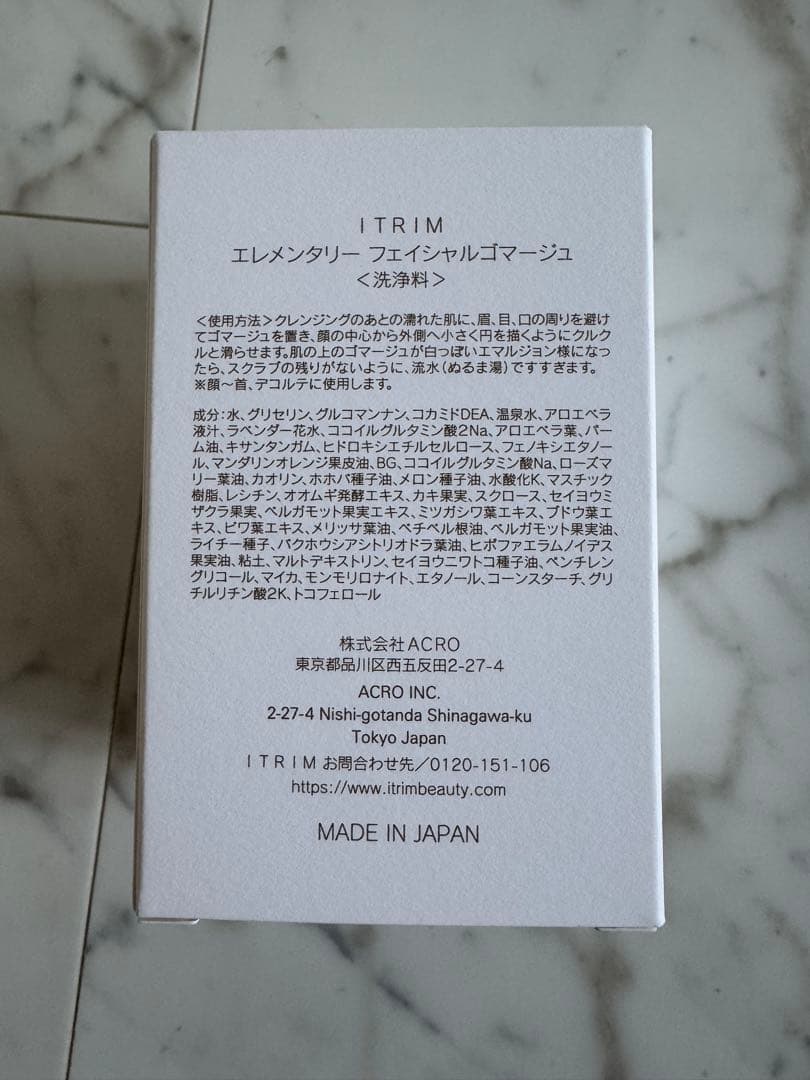 ITRIM
エレメンタリー フェイシャルゴマージュ
＜洗浄料＞
＜使用方法＞クレンジングのあとの濡れた肌に、眉、目、口の周りを避け
てゴマージュを置き、顔の中心から外側へ小さく円を描くようにクルク
ルと滑らせます。肌の上のゴマージュが白っぽいエマルジョン様になっ
たら、スクラブの残りがないように、流水（ぬるま湯）ですすぎます。
※顔～首、デコルテに使用します。
成分：水、グリセリン、グルコマンナン、コカミドDEA、温泉水、アロエベラ
液汁、ラベンダー花水、ココイルグルタミン酸2Na、アロエベラ葉、パー
ム油、キサンタンガム、ヒドロキシエチルセルロース、フェノキシエタノー
ル、マンダリンオレンジ果皮油、BG、ココイルグルタミン酸Na、ローズマ
リー葉油、カオリン、ホホバ種子油、メロン種子油、水酸化K、マスチック
樹脂、レシチン、オオムギ発酵エキス、カキ果実、スクロース、セイヨウミ
ザクラ果実、ベルガモット果実エキス、ミツガシワ葉エキス、ブドウ葉エ
キス、ビワ葉エキス、メリッサ葉油、ベチベル根油、ベルガモット果実油、
ライチー種子、バクホウシアシトリオドラ葉油、ヒポファエラムノイデス
果実油、粘土、マルトデキストリン、セイヨウニワトコ種子油、ペンチレン
グリコール、マイカ、モンモリロナイト、エタノール、コーンスターチ、グリ
チルリチン酸2K、トコフェロール
株式会社ACRO
東京都品川区西五反田2-27-4
ACRO INC.
2-27-4 Nishi-gotanda Shinagawa-ku
Tokyo Japan
ITRIM お問合わせ先／0120-151-106
https://www.itrimbeauty.com
MADE IN JAPAN